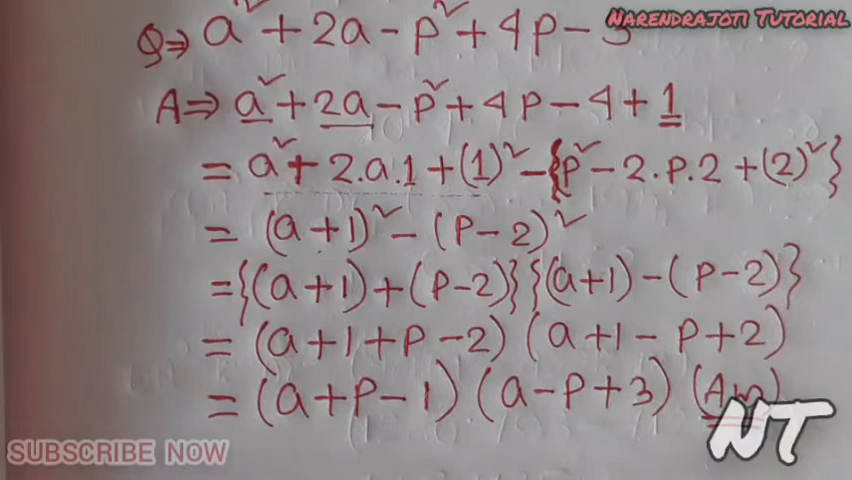 NARENDRAJOTI TUTORIAL
Q⇒ a² + 2a - p² + 4p - 3
A⇒ a² + 2a - p² + 4p - 4 + 1
= a² + 2.a.1 + (1)² - {p² - 2.p.2 + (2)²}
= (a+1)² - (p-2)²
= {(a+1) + (p-2)} {(a+1) - (p-2)}
= (a+1+p-2) (a+1-p+2)
= (a+p-1) (a-p+3) (Ans)
NT
SUBSCRIBE NOW